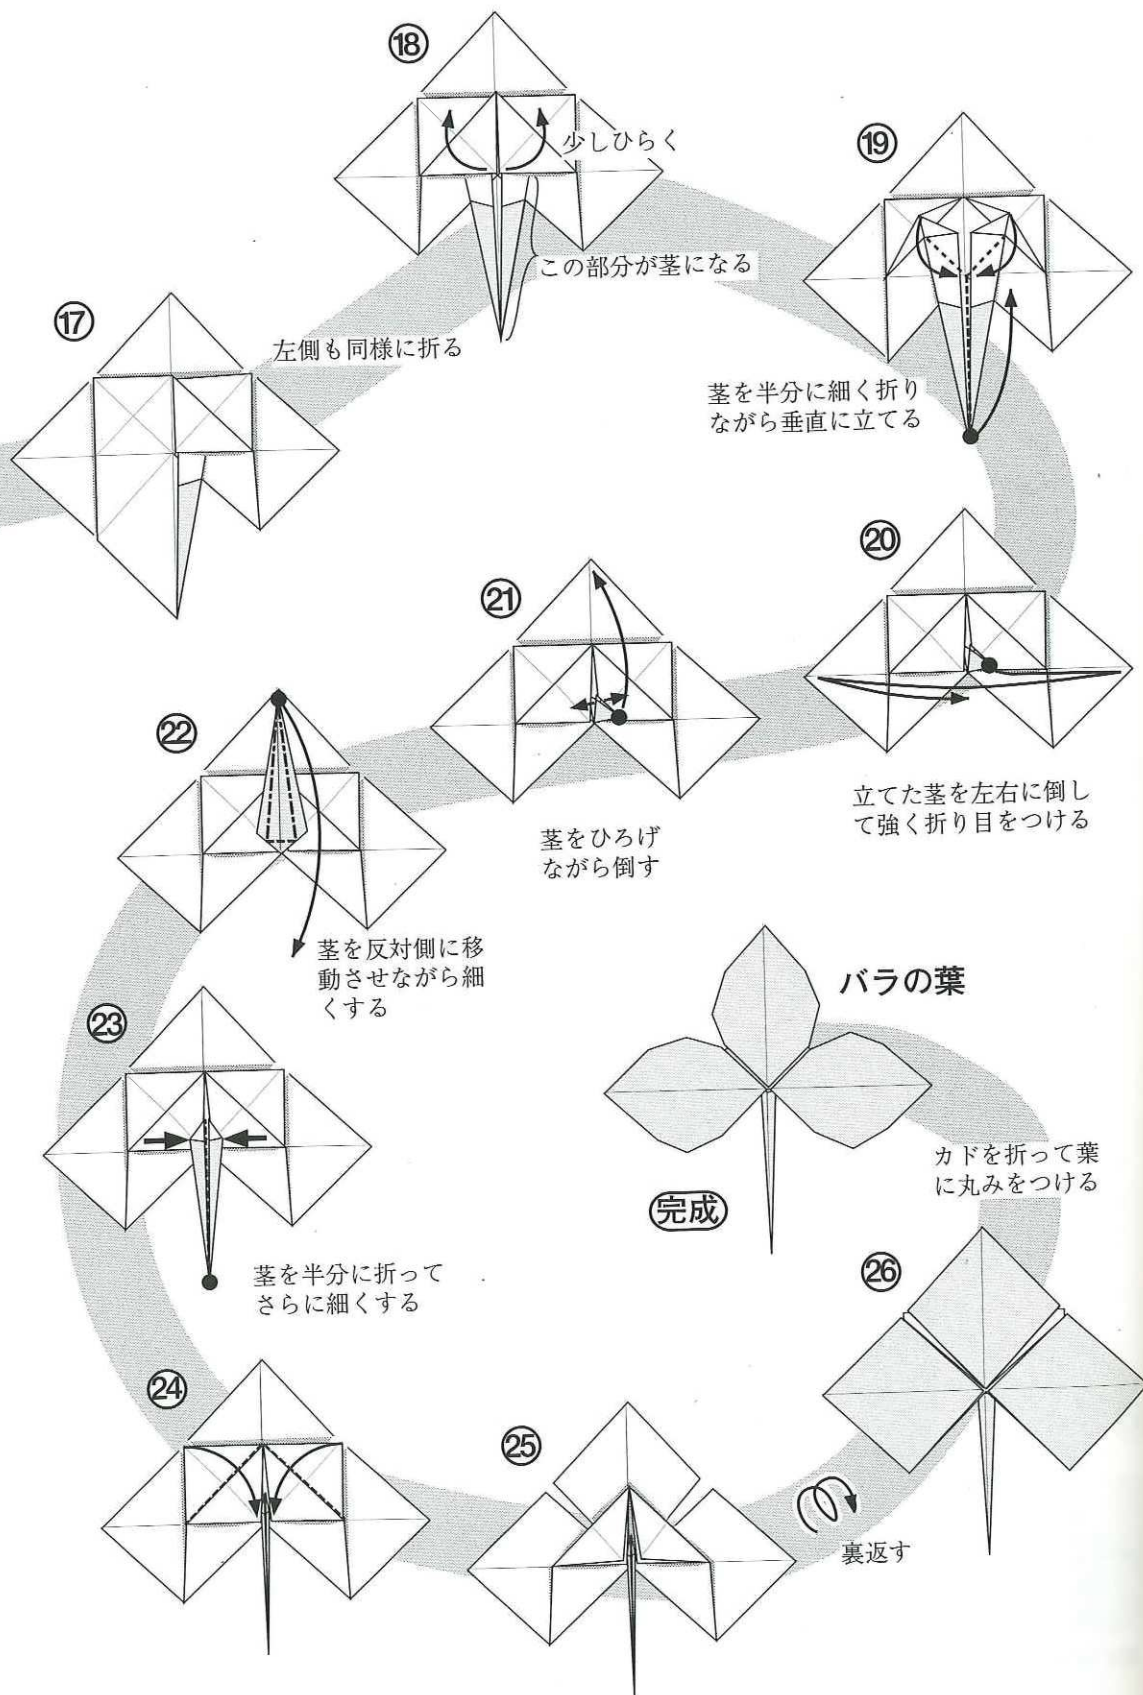 ⑰
左側も同様に折る
⑱
少しひらく
この部分が茎になる
⑲
茎を半分に細く折り
ながら垂直に立てる
⑳
立てた茎を左右に倒し
て強く折り目をつける
㉑
茎をひろげ
ながら倒す
㉒
茎を反対側に移
動させながら細
くする
㉓
茎を半分に折って
さらに細くする
㉔
㉕
裏返す
㉖
カドを折って葉
に丸みをつける
バラの葉
完成